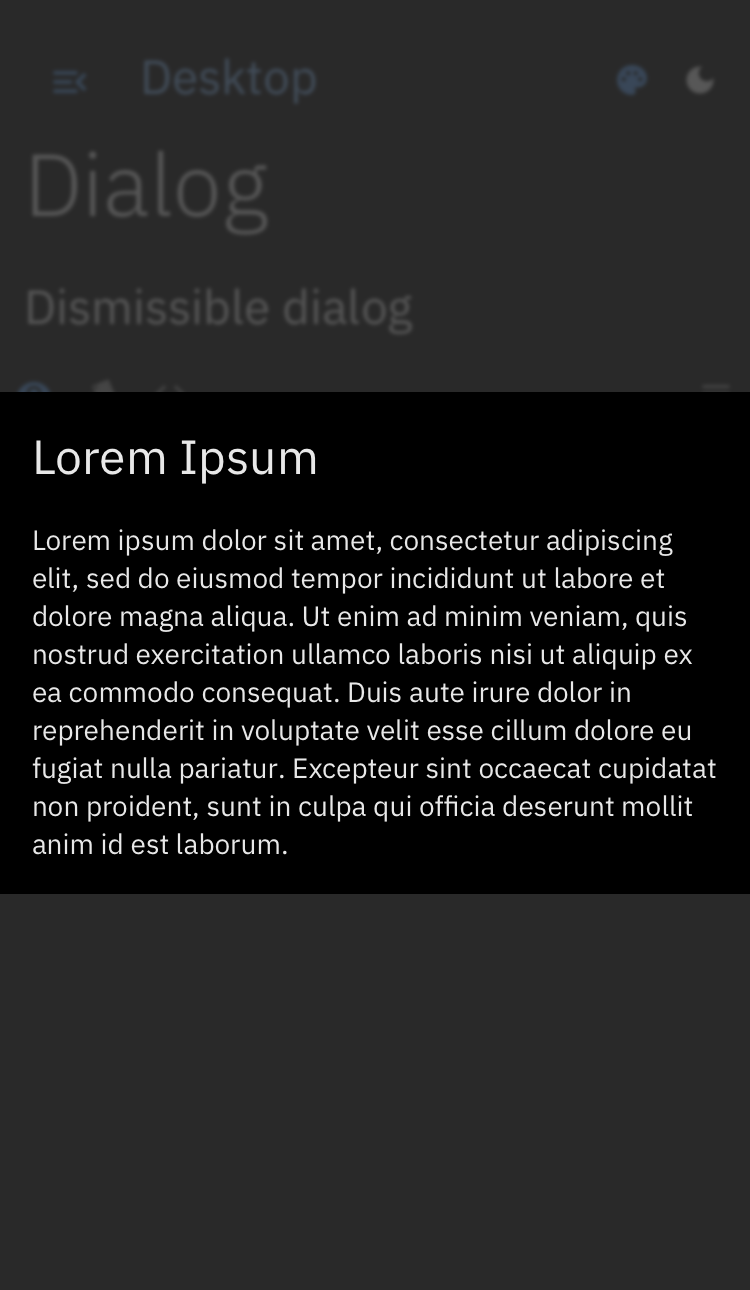 Desktop
Dialog
Dismissible dialog
Lorem Ipsum
Lorem ipsum dolor sit amet, consectetur adipiscing
elit, sed do eiusmod tempor incididunt ut labore et
dolore magna aliqua. Ut enim ad minim veniam, quis
nostrud exercitation ullamco laboris nisi ut aliquip ex
ea commodo consequat. Duis aute irure dolor in
reprehenderit in voluptate velit esse cillum dolore eu
fugiat nulla pariatur. Excepteur sint occaecat cupidatat
non proident, sunt in culpa qui officia deserunt mollit
anim id est laborum.